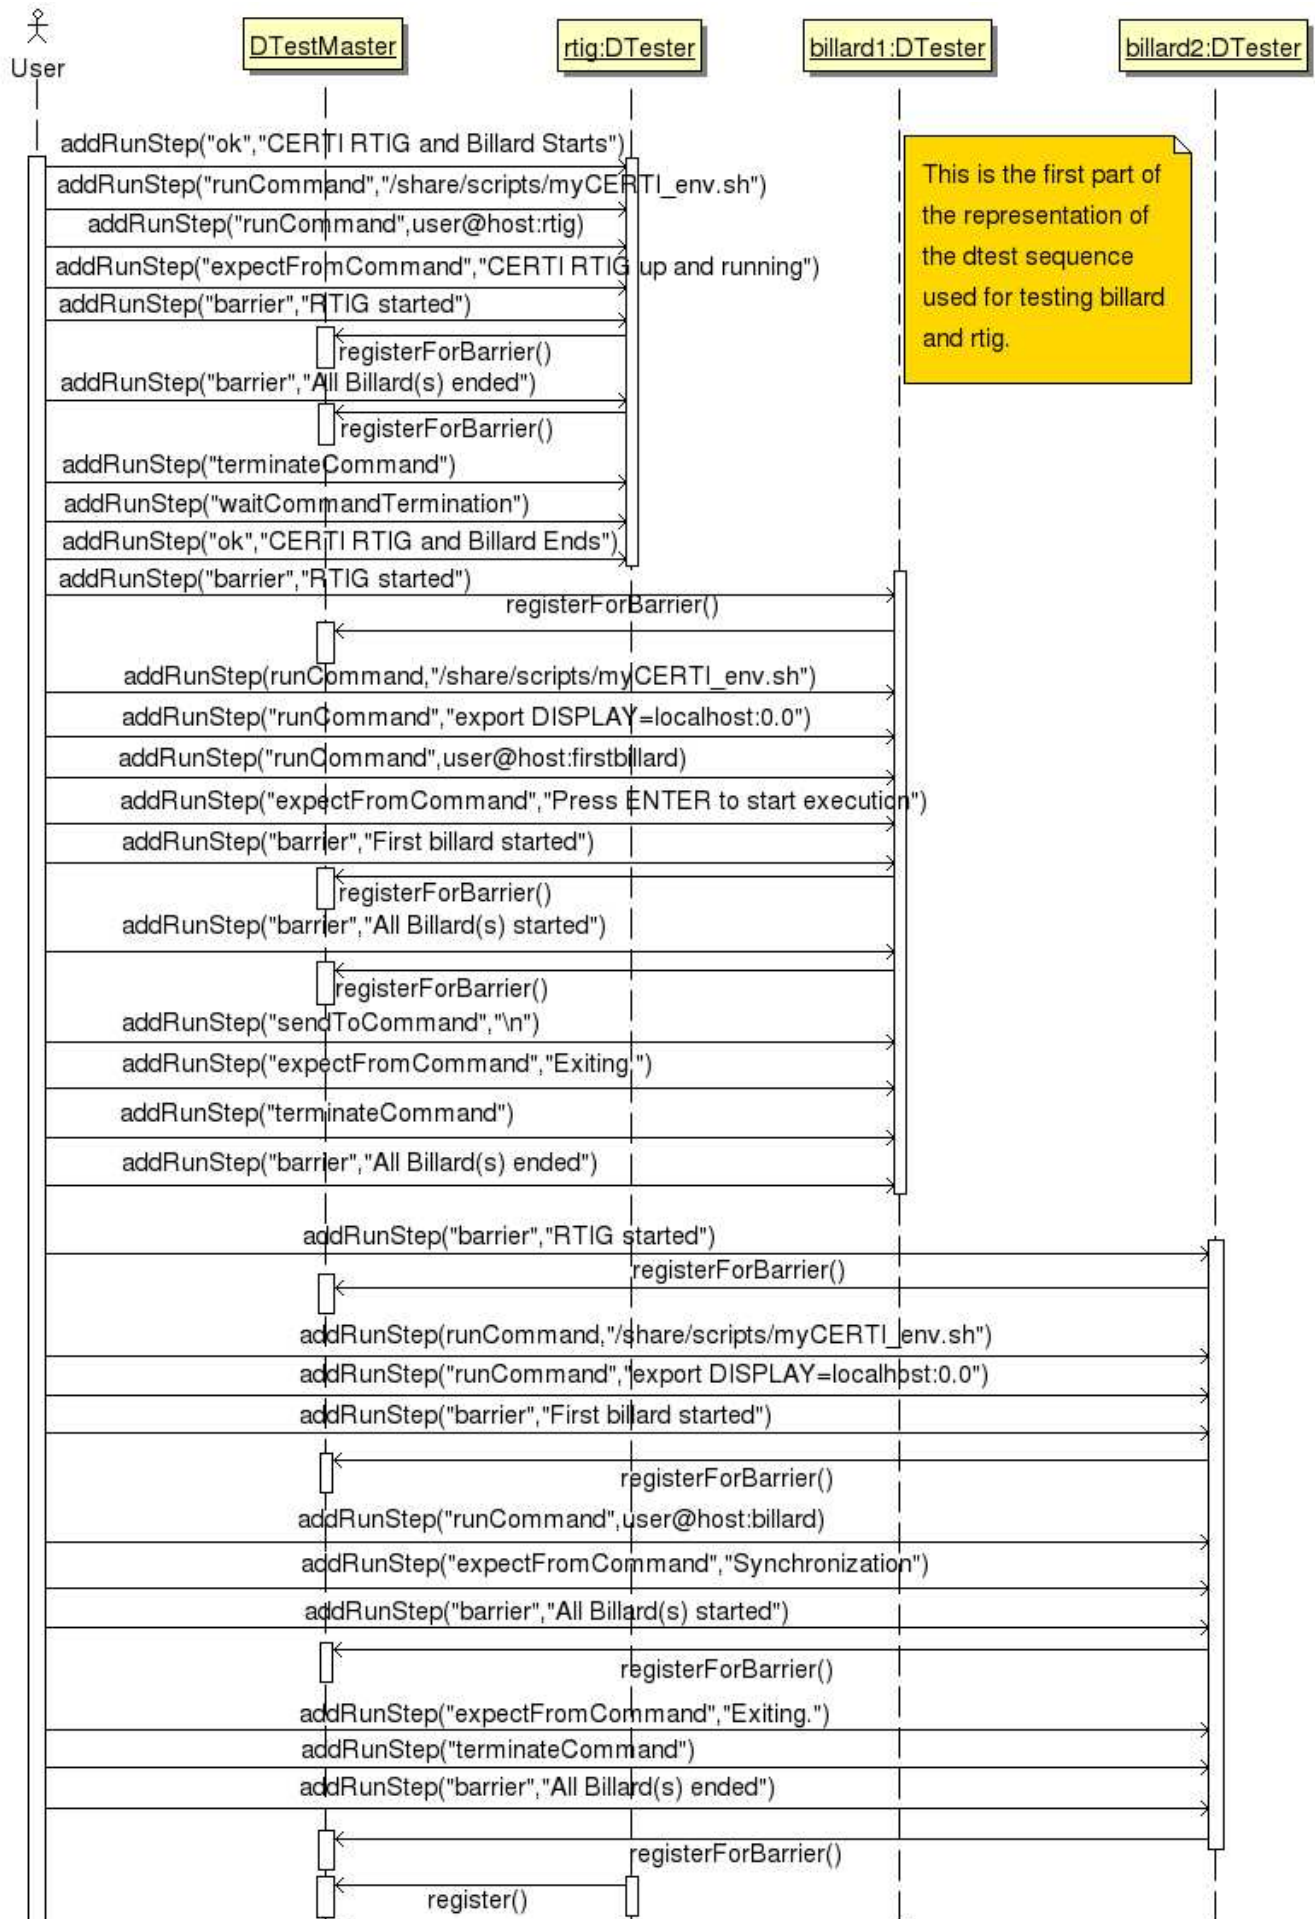 User
DTestMaster
rtig:DTester
billard1:DTester
billard2:DTester
addRunStep("ok","CERTI RTIG and Billard Starts")
addRunStep("runCommand","/share/scripts/myCERTI_env.sh")
addRunStep("runCommand",user@host:rtig)
addRunStep("expectFromCommand","CERTI RTIG up and running")
addRunStep("barrier","RTIG started")
registerForBarrier()
addRunStep("barrier","All Billard(s) ended")
registerForBarrier()
addRunStep("terminateCommand")
addRunStep("waitCommandTermination")
addRunStep("ok","CERTI RTIG and Billard Ends")
This is the first part of
the representation of
the dtest sequence
used for testing billard
and rtig.
addRunStep("barrier","RTIG started")
registerForBarrier()
addRunStep(runCommand,"/share/scripts/myCERTI_env.sh")
addRunStep("runCommand","export DISPLAY=localhost:0.0")
addRunStep("runCommand",user@host:firstbillard)
addRunStep("expectFromCommand","Press ENTER to start execution")
addRunStep("barrier","First billard started")
registerForBarrier()
addRunStep("barrier","All Billard(s) started")
registerForBarrier()
addRunStep("sendToCommand","\n")
addRunStep("expectFromCommand","Exiting.")
addRunStep("terminateCommand")
addRunStep("barrier","All Billard(s) ended")
addRunStep("barrier","RTIG started")
registerForBarrier()
addRunStep(runCommand,"/share/scripts/myCERTI_env.sh")
addRunStep("runCommand","export DISPLAY=localhost:0.0")
addRunStep("barrier","First billard started")
registerForBarrier()
addRunStep("runCommand",user@host:billard)
addRunStep("expectFromCommand","Synchronization")
addRunStep("barrier","All Billard(s) started")
registerForBarrier()
addRunStep("expectFromCommand","Exiting.")
addRunStep("terminateCommand")
addRunStep("barrier","All Billard(s) ended")
registerForBarrier()
register()